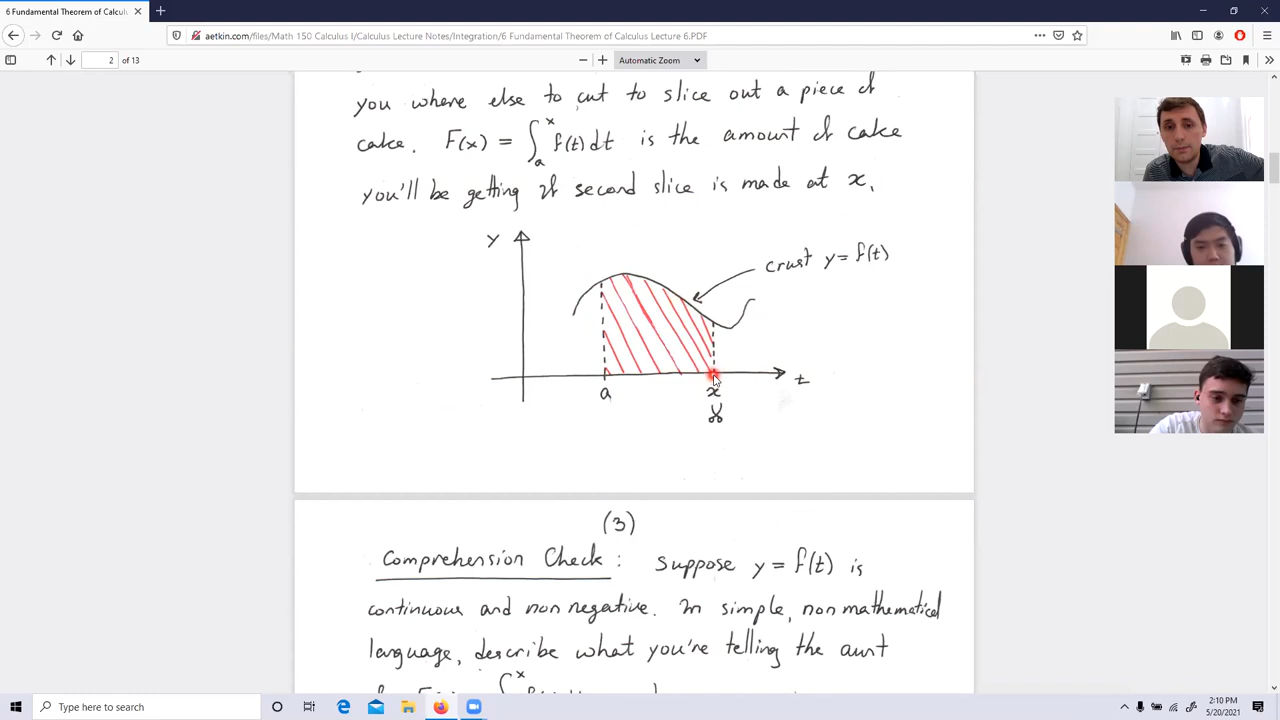 6 Fundamental Theorem of Calculu
aetkin.com/files/Math 150 Calculus I/Calculus Lecture Notes/Integration/6 Fundamental Theorem of Calculus Lecture 6.PDF
2 of 13
Automatic Zoom
you where else to cut to slice out a piece of
cake. F(x) = ∫ₐˣ f(t) dt is the amount of cake
you'll be getting if second slice is made at x.
y
crust y = f(t)
t
a x
(3)
Comprehension Check: Suppose y = f(t) is
continuous and non negative. In simple, non mathematical
language, describe what you're telling the aunt
Type here to search
2:10 PM
5/20/2021